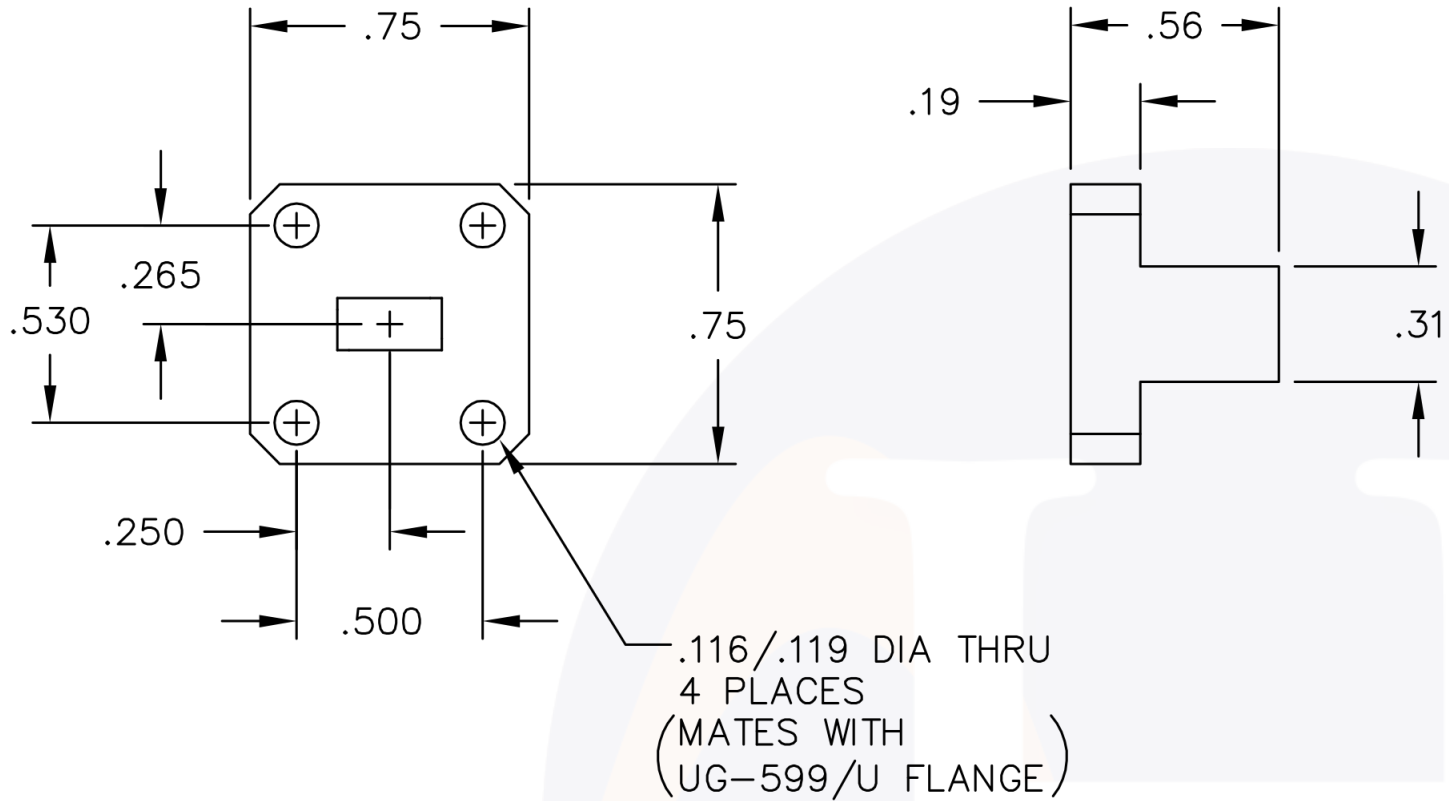 .75
.56
.19
.265
.530
.75
.31
.250
.500
.116/.119 DIA THRU
4 PLACES
(MATES WITH
UG-599/U FLANGE)